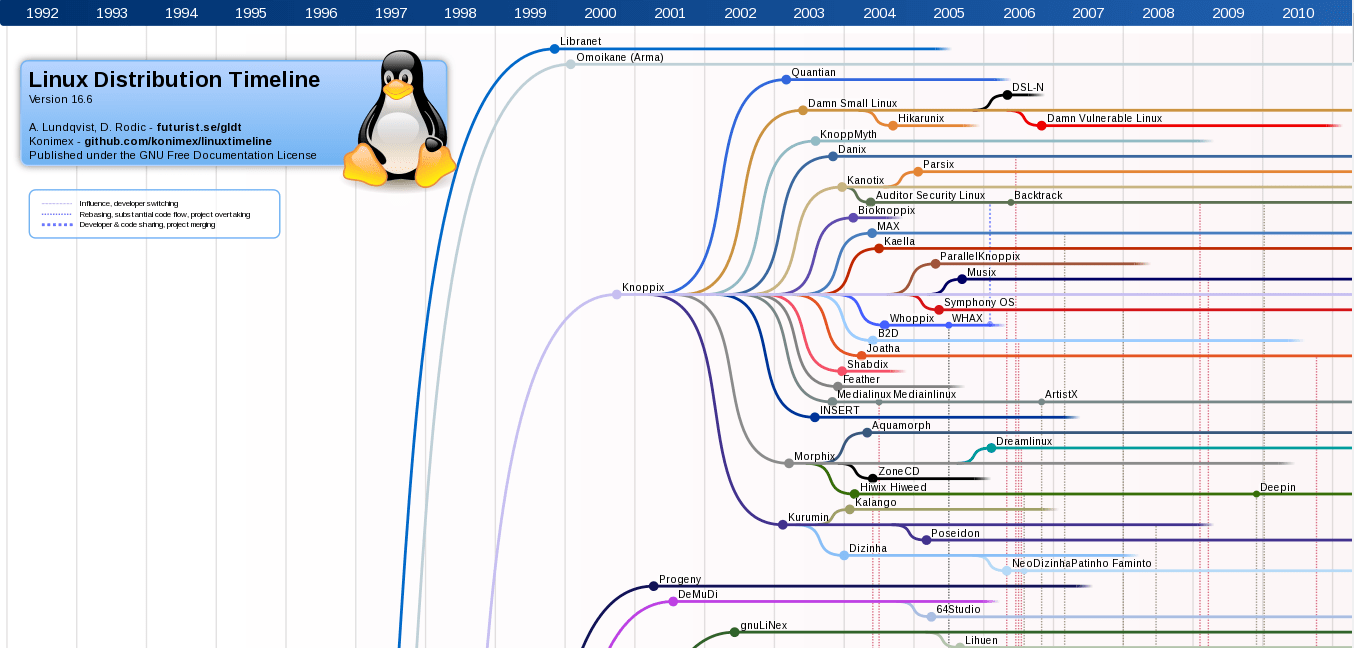 1992 1993 1994 1995 1996 1997 1998 1999 2000 2001 2002 2003 2004 2005 2006 2007 2008 2009 2010
Linux Distribution Timeline
Version 16.6
A. Lundqvist, D. Rodic - futurist.se/gldt
Konimex - github.com/konimex/linuxtimeline
Published under the GNU Free Documentation License
Influence, developer switching
Rebasing, substantial code flow, project overtaking
Developer & code sharing, project merging
Libranet
Omoikane (Arma)
Quantian
DSL-N
Damn Small Linux
Hikarunix Damn Vulnerable Linux
KnoppMyth
Danix
Parsix
Kanotix
Auditor Security Linux Backtrack
Bioknoppix
MAX
Kaella
ParallelKnoppix
Musix
Knoppix
Symphony OS
Whoppix WHAX
B2D
Joatha
Shabdix
Feather
Medialinux Mediainlinux ArtistX
INSERT
Aquamorph
Dreamlinux
Morphix
ZoneCD
Hiwix Hiweed Deepin
Kalango
Kurumin
Poseidon
Dizinha
NeoDizinha Patinho Faminto
Progeny
DeMuDi
64Studio
gnuLiNex
Lihuen